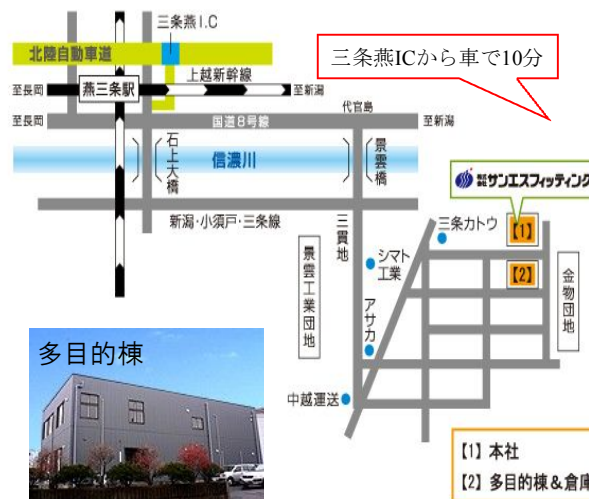 三条燕I.C
北陸自動車道
三条燕ICから車で10分
上越新幹線
至長岡
燕三条駅
至新潟
代官島
至長岡
国道8号線
至新潟
石上大橋
信濃川
景雲橋
株式会社サンエスフィッティング
新潟・小須戸・三条線
三貫地
三条カトウ
【1】
景雲工業団地
シマト
工業
【2】
金物団地
アサカ
多目的棟
中越運送
【1】本社
【2】多目的棟&倉庫